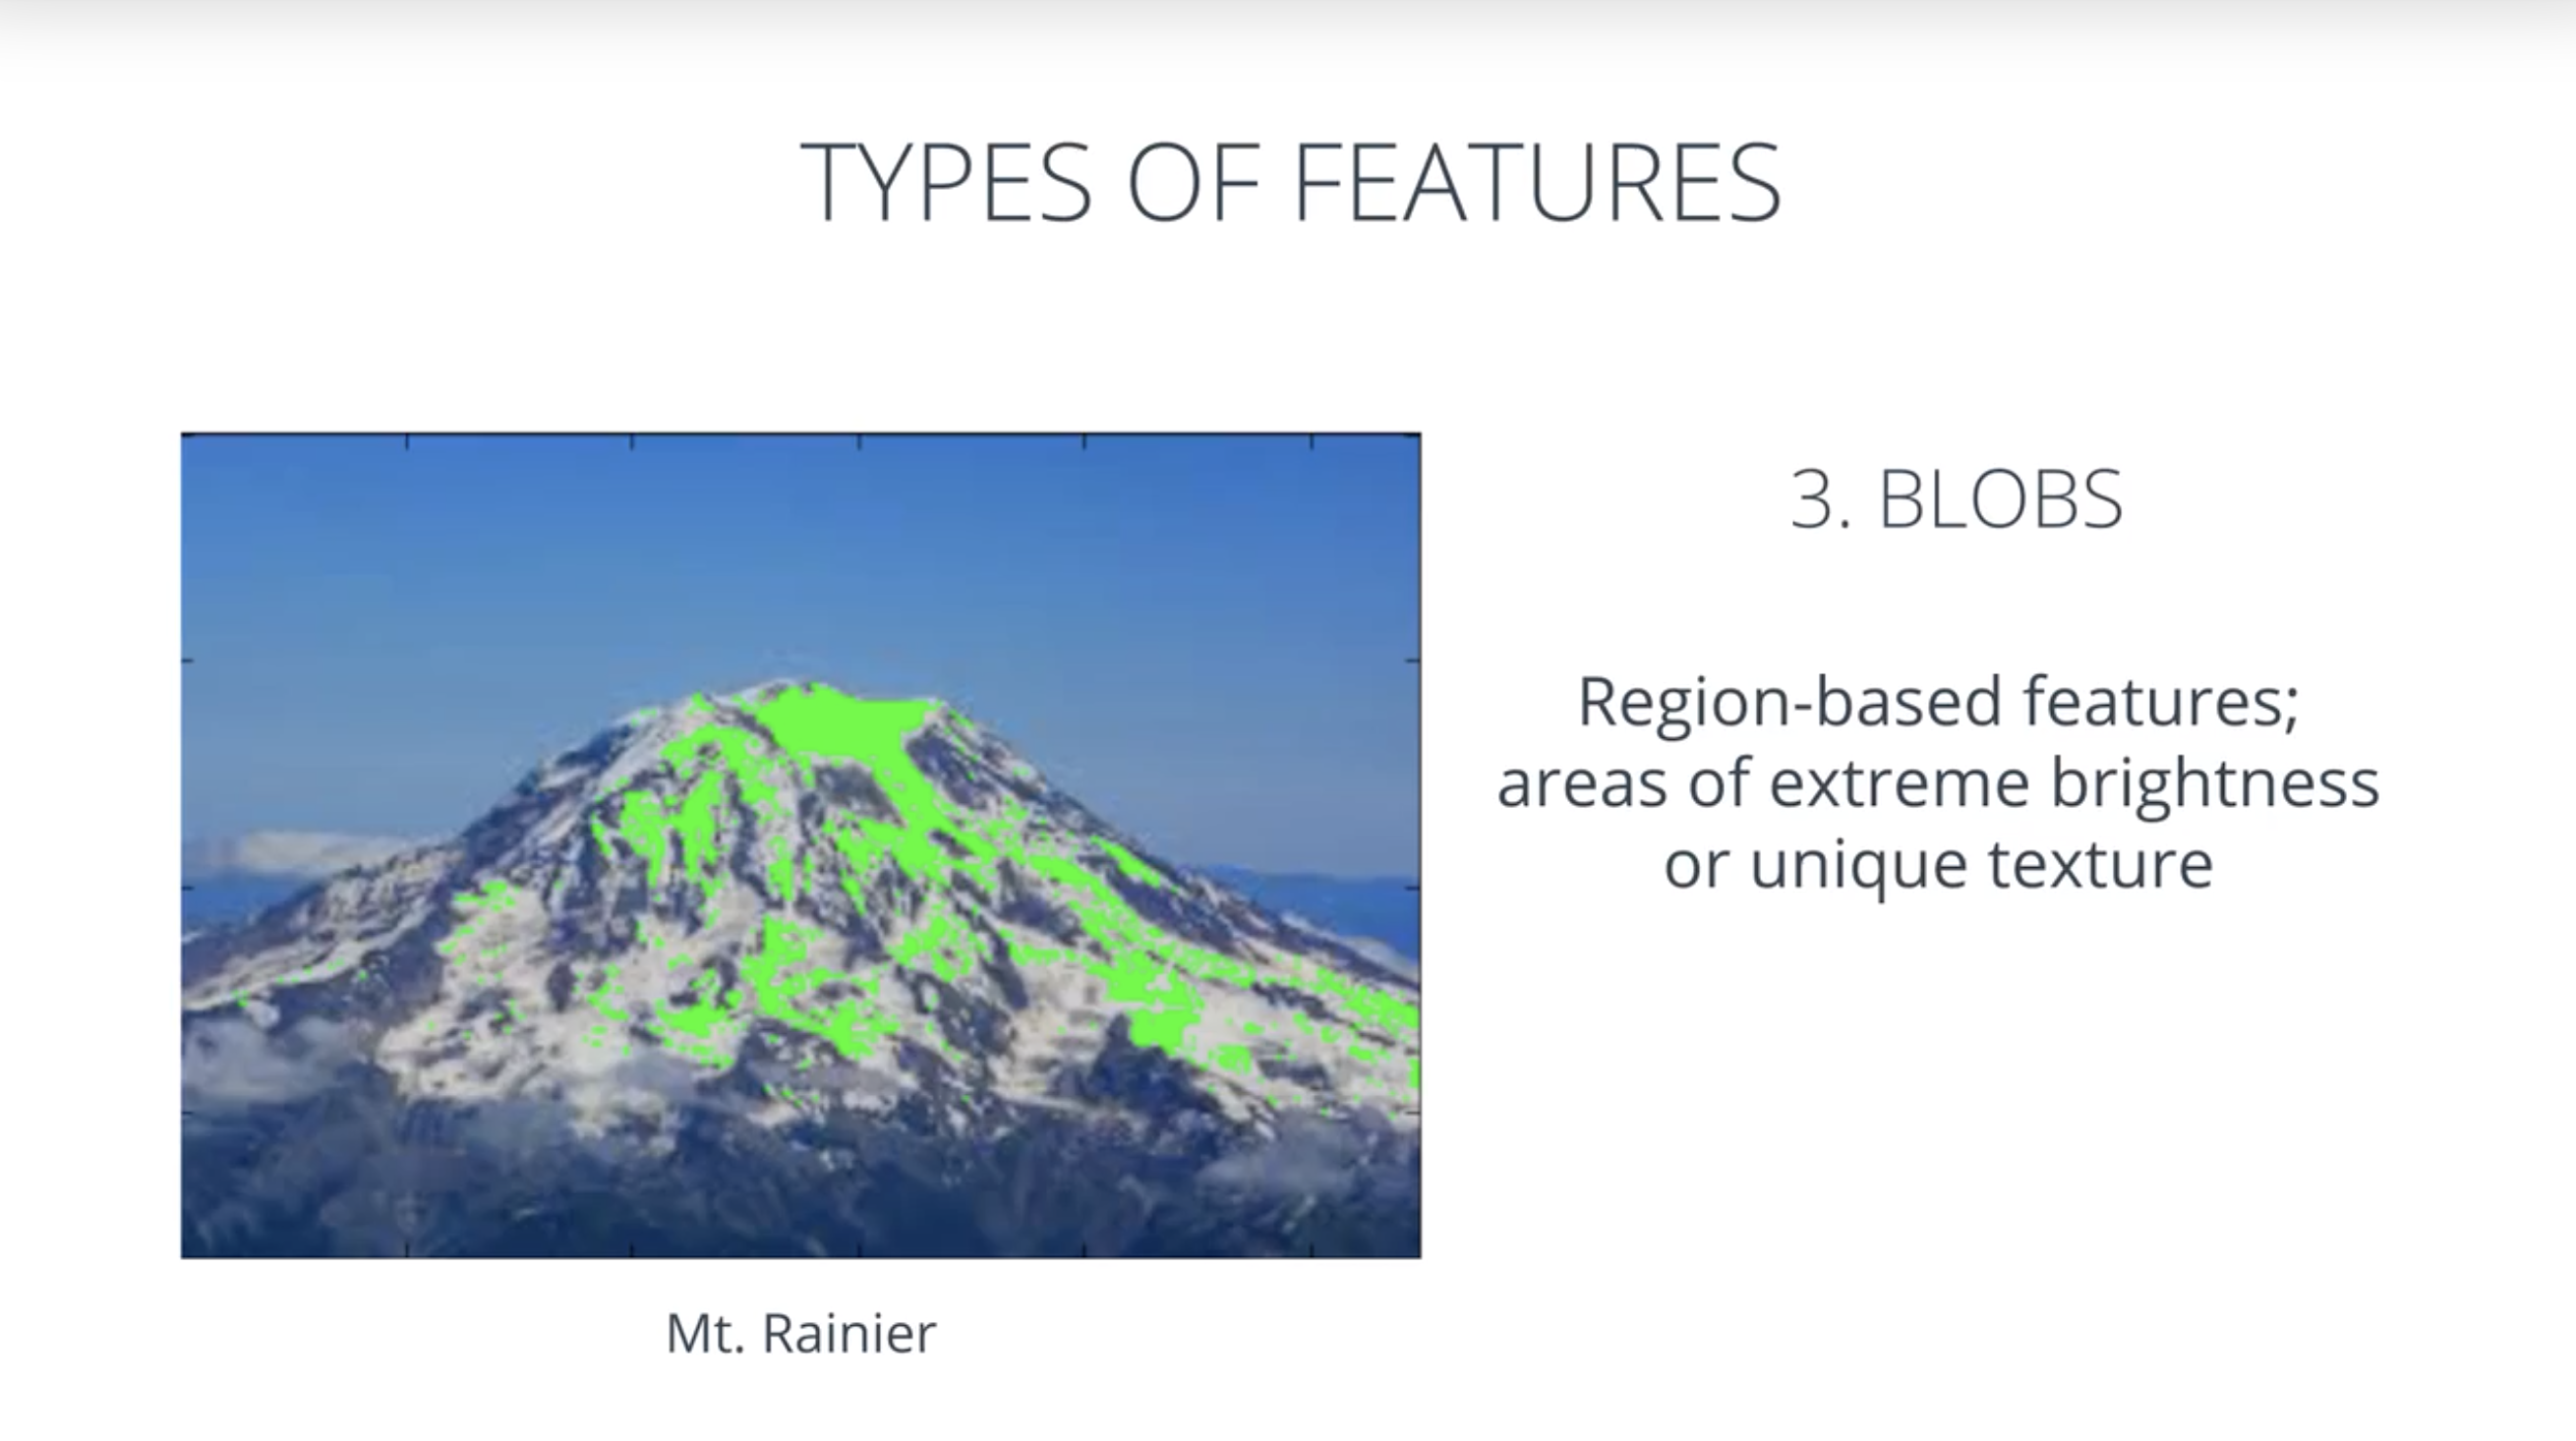 TYPES OF FEATURES
3. BLOBS
Region-based features;
areas of extreme brightness
or unique texture
Mt. Rainier